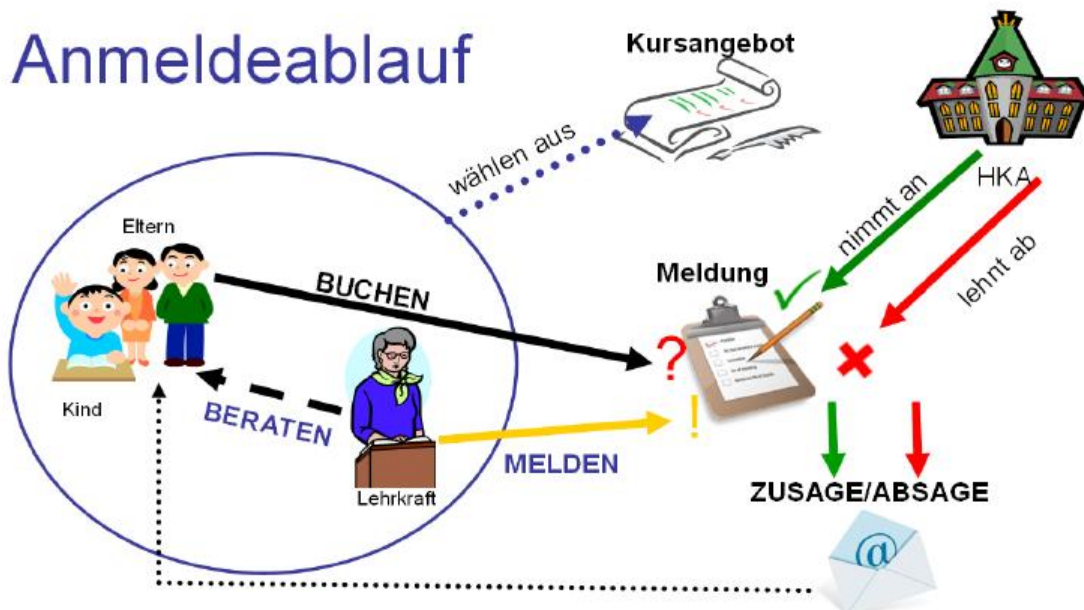 Anmeldeablauf
Kursangebot
wählen aus
HKA
nimmt an
lehnt ab
Eltern
BUCHEN
Meldung
?
Kind
BERATEN
!
MELDEN
Lehrkraft
ZUSAGE/ABSAGE
@